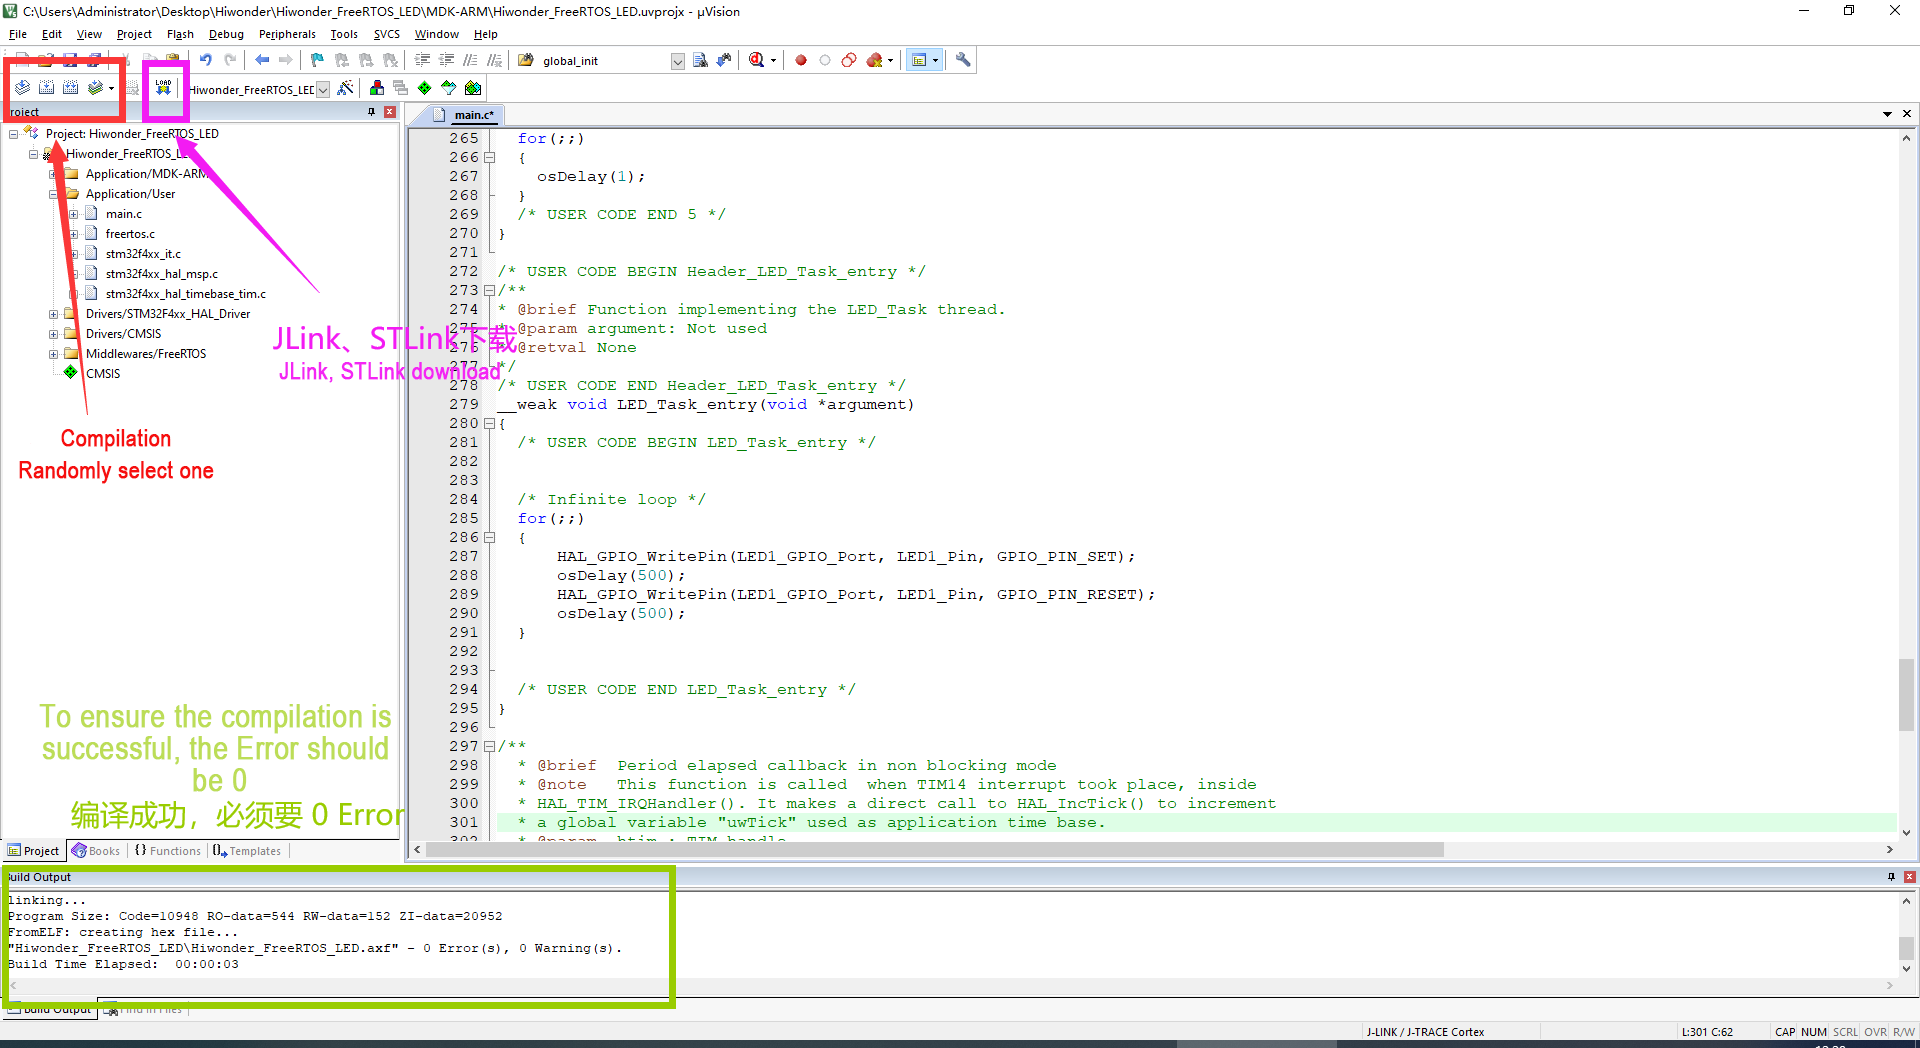 C:\Users\Administrator\Desktop\Hiwonder\Hiwonder_FreeRTOS_LED\MDK-ARM\Hiwonder_FreeRTOS_LED.uvprojx - µVision
File Edit View Project Flash Debug Peripherals Tools SVCS Window Help
global_init
LOAD
Hiwonder_FreeRTOS_LED
roject
main.c*
Project: Hiwonder_FreeRTOS_LED
Hiwonder_FreeRTOS_LE
Application/MDK-ARM
Application/User
main.c
freertos.c
stm32f4xx_it.c
stm32f4xx_hal_msp.c
stm32f4xx_hal_timebase_tim.c
Drivers/STM32F4xx_HAL_Driver
Drivers/CMSIS
Middlewares/FreeRTOS
CMSIS
JLink、STLink下载
JLink, STLink download
Compilation
Randomly select one
To ensure the compilation is
successful, the Error should
be 0
编译成功，必须要 0 Error
265 for(;;)
266 {
267 osDelay(1);
268 }
269 /* USER CODE END 5 */
270 }
271
272 /* USER CODE BEGIN Header_LED_Task_entry */
273 /**
274 * @brief Function implementing the LED_Task thread.
275 * @param argument: Not used
276 * @retval None
277 */
278 /* USER CODE END Header_LED_Task_entry */
279 __weak void LED_Task_entry(void *argument)
280 {
281 /* USER CODE BEGIN LED_Task_entry */
282
283
284 /* Infinite loop */
285 for(;;)
286 {
287 HAL_GPIO_WritePin(LED1_GPIO_Port, LED1_Pin, GPIO_PIN_SET);
288 osDelay(500);
289 HAL_GPIO_WritePin(LED1_GPIO_Port, LED1_Pin, GPIO_PIN_RESET);
290 osDelay(500);
291 }
292
293
294 /* USER CODE END LED_Task_entry */
295 }
296
297 /**
298 * @brief Period elapsed callback in non blocking mode
299 * @note This function is called when TIM14 interrupt took place, inside
300 * HAL_TIM_IRQHandler(). It makes a direct call to HAL_IncTick() to increment
301 * a global variable "uwTick" used as application time base.
302 * @param htim : TIM handle
Project Books {} Functions Templates
Build Output
linking...
Program Size: Code=10948 RO-data=544 RW-data=152 ZI-data=20952
FromELF: creating hex file...
"Hiwonder_FreeRTOS_LED\Hiwonder_FreeRTOS_LED.axf" - 0 Error(s), 0 Warning(s).
Build Time Elapsed: 00:00:03
Build Output Find In Files
J-LINK / J-TRACE Cortex L:301 C:62 CAP NUM SCRL OVR R/W